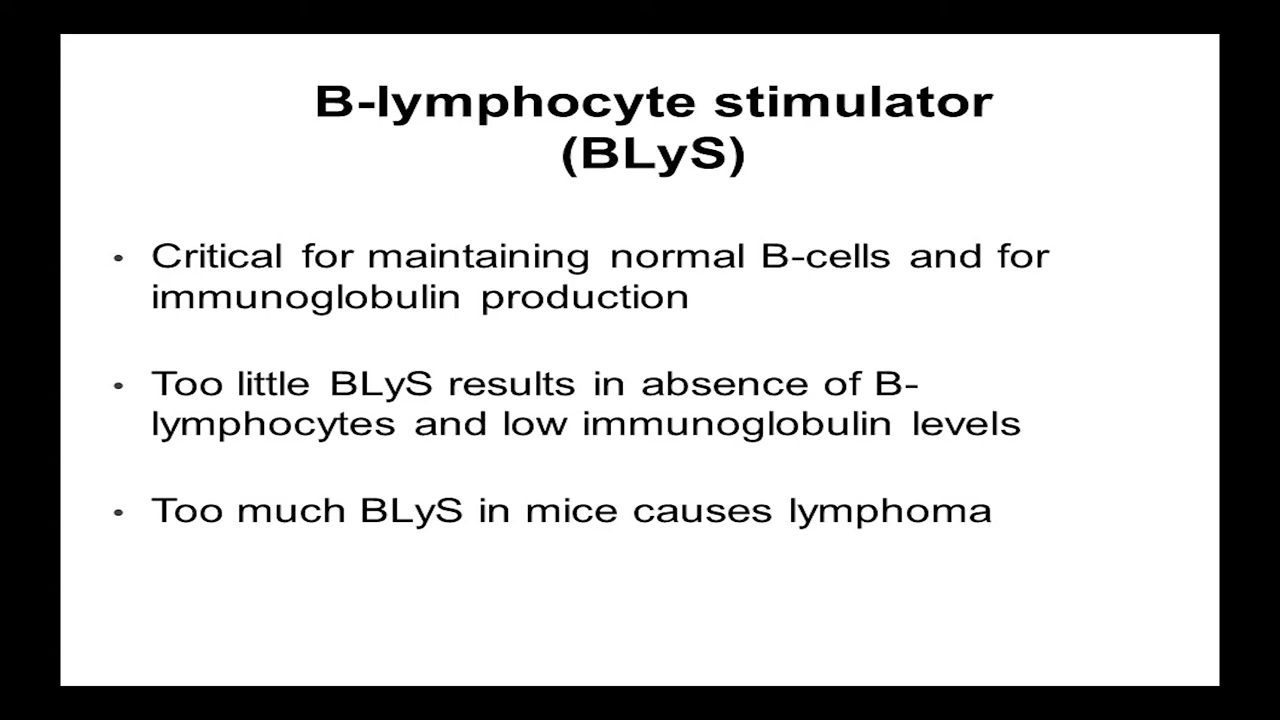 B-lymphocyte stimulator
(BLyS)
• Critical for maintaining normal B-cells and for
immunoglobulin production
• Too little BLyS results in absence of B-
lymphocytes and low immunoglobulin levels
• Too much BLyS in mice causes lymphoma